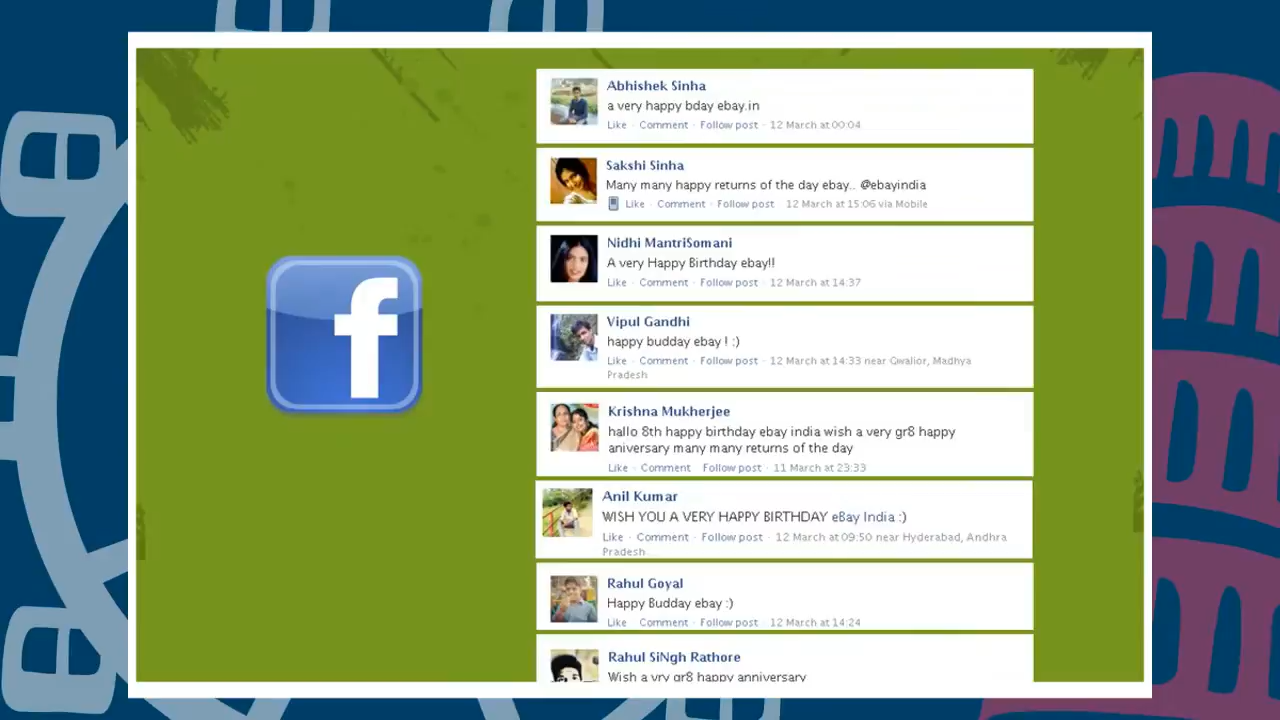 f
Abhishek Sinha
a very happy bday ebay.in
Like · Comment · Follow post · 12 March at 00:04
Sakshi Sinha
Many many happy returns of the day ebay.. @ebayindia
Like · Comment · Follow post · 12 March at 15:06 via Mobile
Nidhi MantriSomani
A very Happy Birthday ebay!!
Like · Comment · Follow post · 12 March at 14:37
Vipul Gandhi
happy budday ebay ! :)
Like · Comment · Follow post · 12 March at 14:33 near Gwalior, Madhya
Pradesh
Krishna Mukherjee
hallo 8th happy birthday ebay india wish a very gr8 happy
aniversary many many returns of the day
Like · Comment Follow post · 11 March at 23:33
Anil Kumar
WISH YOU A VERY HAPPY BIRTHDAY eBay India :)
Like · Comment · Follow post · 12 March at 09:50 near Hyderabad, Andhra
Pradesh
Rahul Goyal
Happy Budday ebay :)
Like · Comment · Follow post · 12 March at 14:24
Rahul SiNgh Rathore
Wish a vry gr8 happy anniversary